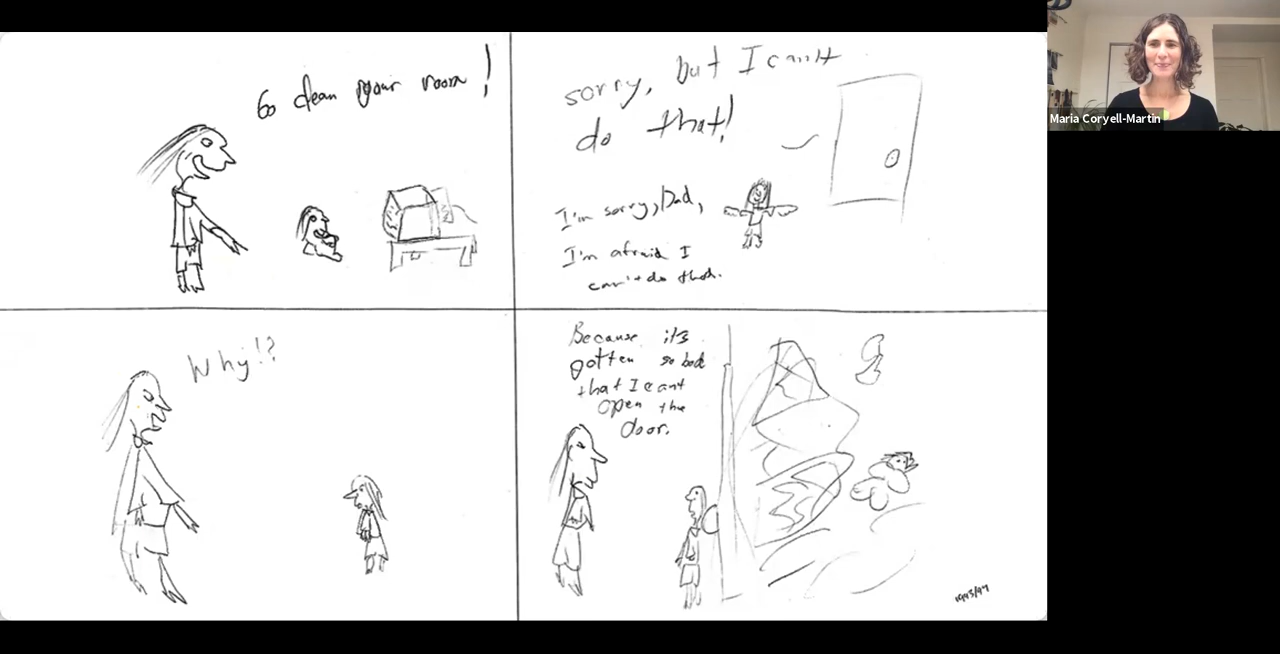 Go clean your room!
sorry, but I can't
do that!
I'm sorry, Dad,
I'm afraid I
can't do that.
Why!?
Because it's
gotten so bad
that I cant
open the
door.
Maria Coryell-Martin